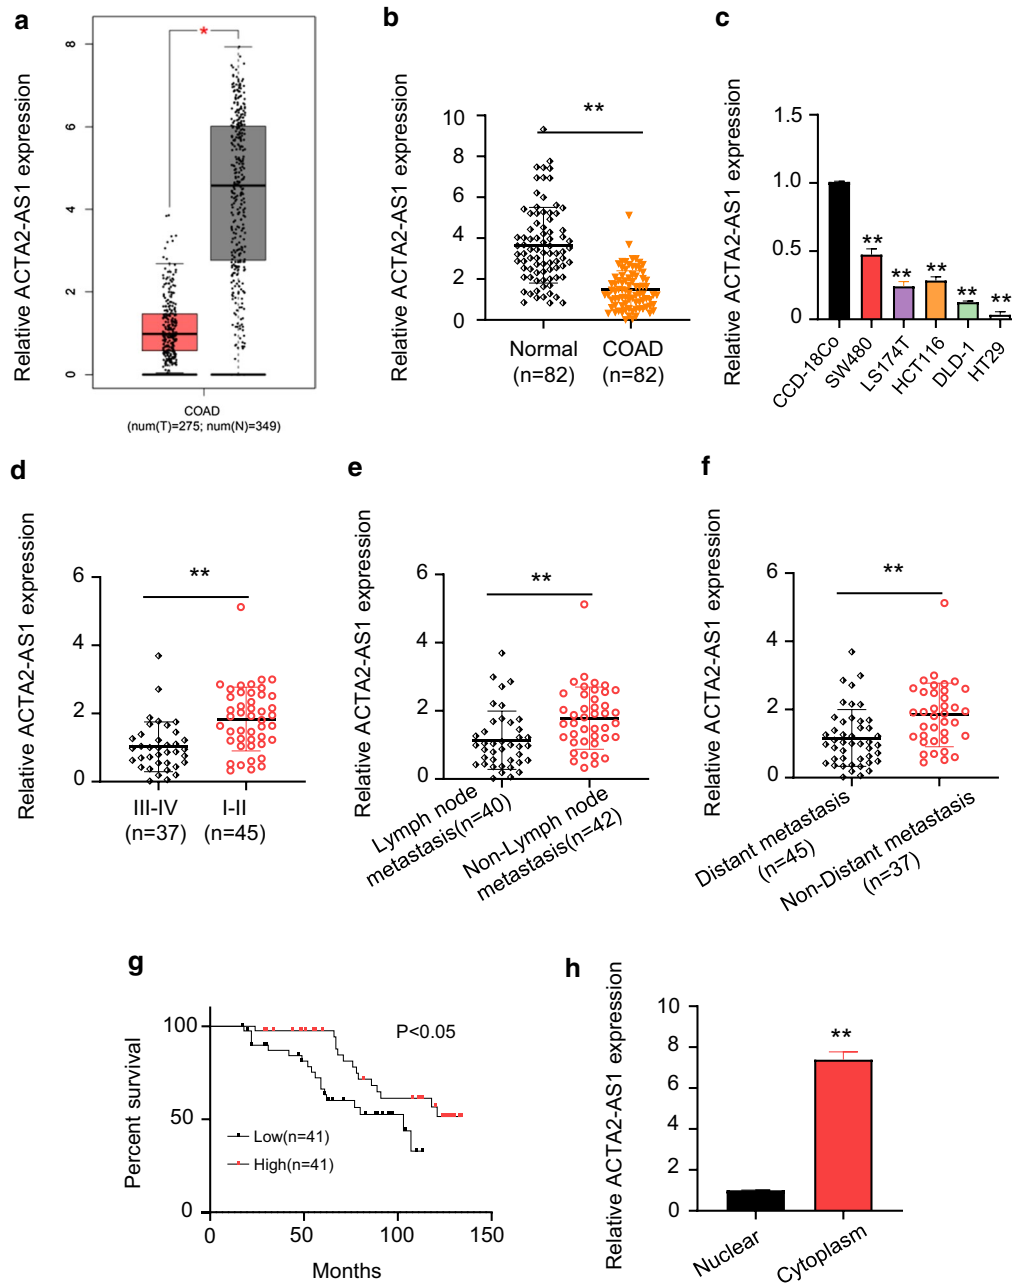 a
Relative ACTA2-AS1 expression
8
6
4
2
0
*
COAD
(num(T)=275; num(N)=349)
b
Relative ACTA2-AS1 expression
10
8
6
4
2
0
**
Normal
(n=82)
COAD
(n=82)
c
Relative ACTA2-AS1 expression
1.5
1.0
0.5
0
**
**
**
**
**
CCD-18Co
SW480
LS174T
HCT116
DLD-1
HT29
d
Relative ACTA2-AS1 expression
6
4
2
0
**
III-IV
(n=37)
I-II
(n=45)
e
Relative ACTA2-AS1 expression
6
4
2
0
**
Lymph node
metastasis(n=40)
Non-Lymph node
metastasis(n=42)
f
Relative ACTA2-AS1 expression
6
4
2
0
**
Distant metastasis
(n=45)
Non-Distant metastasis
(n=37)
g
Percent survival
100
50
0
P<0.05
Low(n=41)
High(n=41)
0
50
100
150
Months
h
Relative ACTA2-AS1 expression
10
8
6
4
2
0
**
Nuclear
Cytoplasm